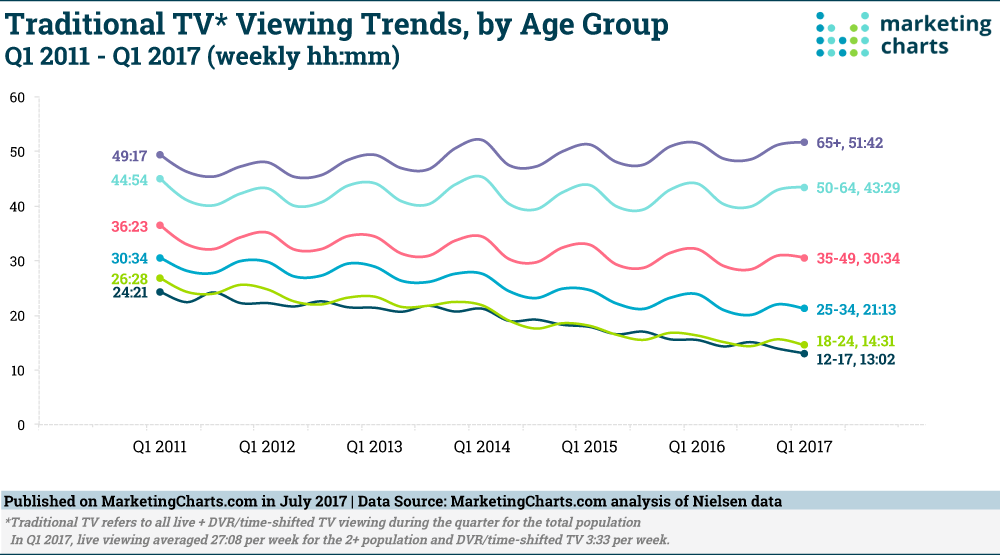 Traditional TV* Viewing Trends, by Age Group
Q1 2011 - Q1 2017 (weekly hh:mm)
marketing
charts
60
50
40
30
20
10
0
49:17
44:54
36:23
30:34
26:28
24:21
65+, 51:42
50-64, 43:29
35-49, 30:34
25-34, 21:13
18-24, 14:31
12-17, 13:02
Q1 2011
Q1 2012
Q1 2013
Q1 2014
Q1 2015
Q1 2016
Q1 2017
Published on MarketingCharts.com in July 2017 | Data Source: MarketingCharts.com analysis of Nielsen data
*Traditional TV refers to all live + DVR/time-shifted TV viewing during the quarter for the total population
In Q1 2017, live viewing averaged 27:08 per week for the 2+ population and DVR/time-shifted TV 3:33 per week.